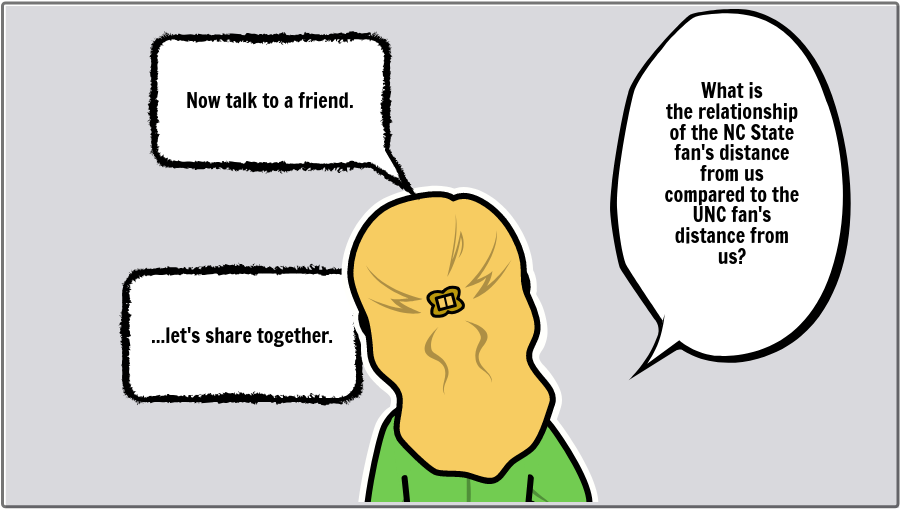 Now talk to a friend.
...let's share together.
What is
the relationship
of the NC State
fan's distance
from us
compared to the
UNC fan's
distance from
us?